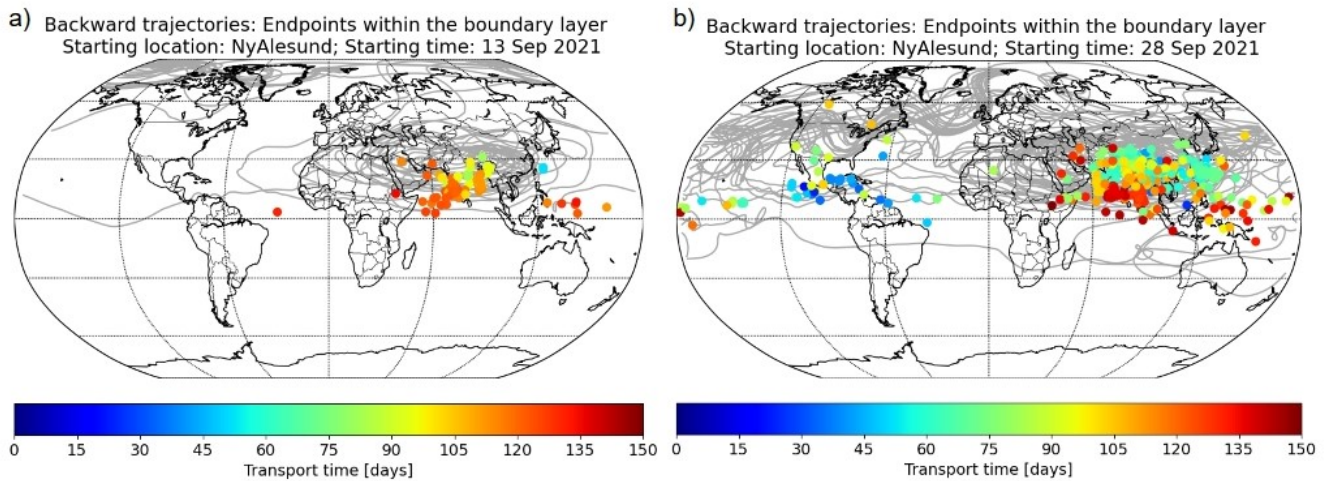 a)
Backward trajectories: Endpoints within the boundary layer
Starting location: NyAlesund; Starting time: 13 Sep 2021
0 15 30 45 60 75 90 105 120 135 150
Transport time [days]
b)
Backward trajectories: Endpoints within the boundary layer
Starting location: NyAlesund; Starting time: 28 Sep 2021
0 15 30 45 60 75 90 105 120 135 150
Transport time [days]